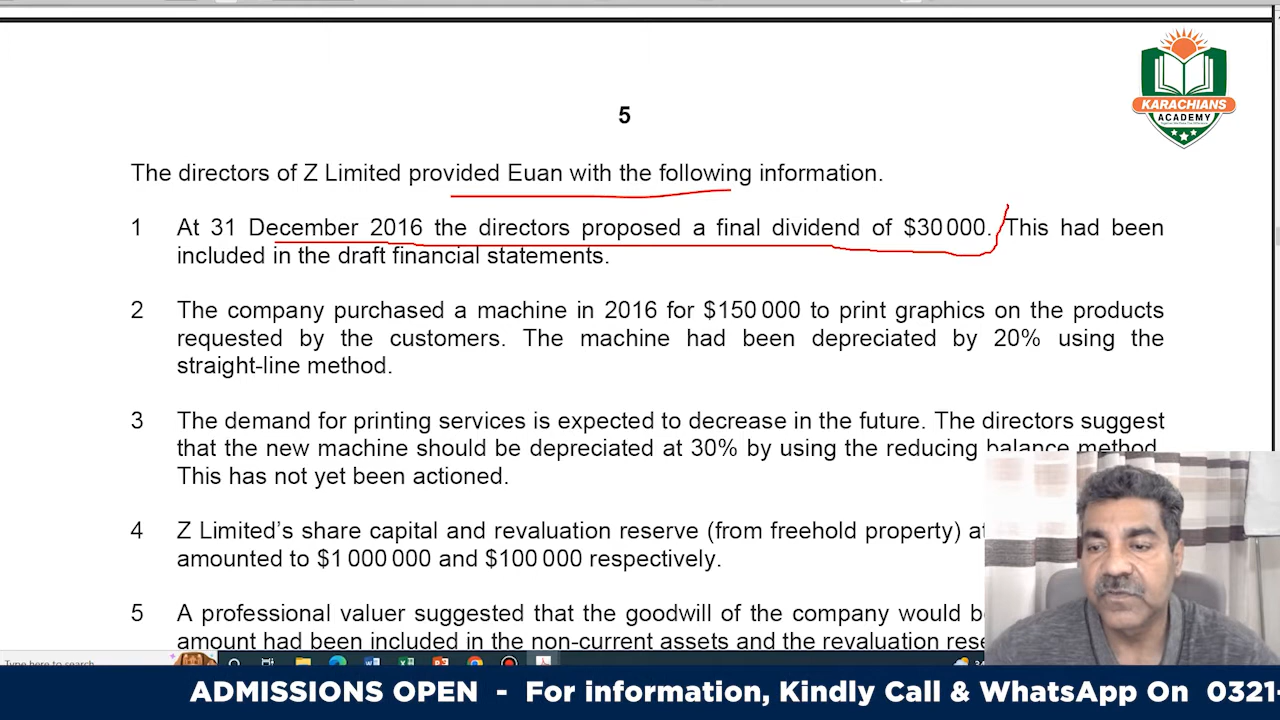 KARACHIANS
ACADEMY
5
The directors of Z Limited provided Euan with the following information.
1 At 31 December 2016 the directors proposed a final dividend of $30 000. This had been
included in the draft financial statements.
2 The company purchased a machine in 2016 for $150 000 to print graphics on the products
requested by the customers. The machine had been depreciated by 20% using the
straight-line method.
3 The demand for printing services is expected to decrease in the future. The directors suggest
that the new machine should be depreciated at 30% by using the reducing balance method.
This has not yet been actioned.
4 Z Limited's share capital and revaluation reserve (from freehold property) at
amounted to $1 000 000 and $100 000 respectively.
5 A professional valuer suggested that the goodwill of the company would
amount had been included in the non-current assets and the revaluation
Type here to search
ADMISSIONS OPEN - For information, Kindly Call & WhatsApp On 0321-